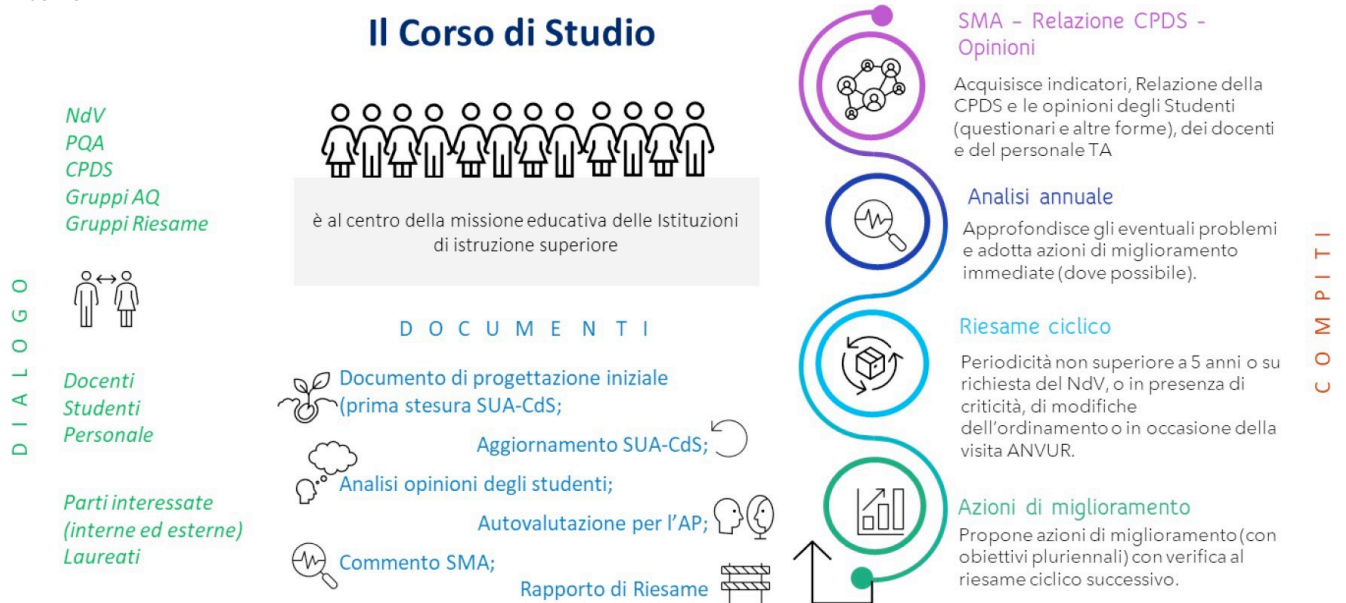 Il Corso di Studio
NdV
PQA
CPDS
Gruppi AQ
Gruppi Riesame
DIALOGO
Docenti
Studenti
Personale
Parti interessate
(interne ed esterne)
Laureati
è al centro della missione educativa delle Istituzioni
di istruzione superiore
DOCUMENTI
Documento di progettazione iniziale
(prima stesura SUA-CdS;
Aggiornamento SUA-CdS;
Analisi opinioni degli studenti;
Autovalutazione per l’AP;
Commento SMA;
Rapporto di Riesame
SMA – Relazione CPDS -
Opinioni
Acquisisce indicatori, Relazione della
CPDS e le opinioni degli Studenti
(questionari e altre forme), dei docenti
e del personale TA
Analisi annuale
Approfondisce gli eventuali problemi
e adotta azioni di miglioramento
immediate (dove possibile).
Riesame ciclico
Periodicità non superiore a 5 anni o su
richiesta del NdV, o in presenza di
criticità, di modifiche
dell’ordinamento o in occasione della
visita ANVUR.
Azioni di miglioramento
Propone azioni di miglioramento (con
obiettivi pluriennali) con verifica al
riesame ciclico successivo.
COMPITI